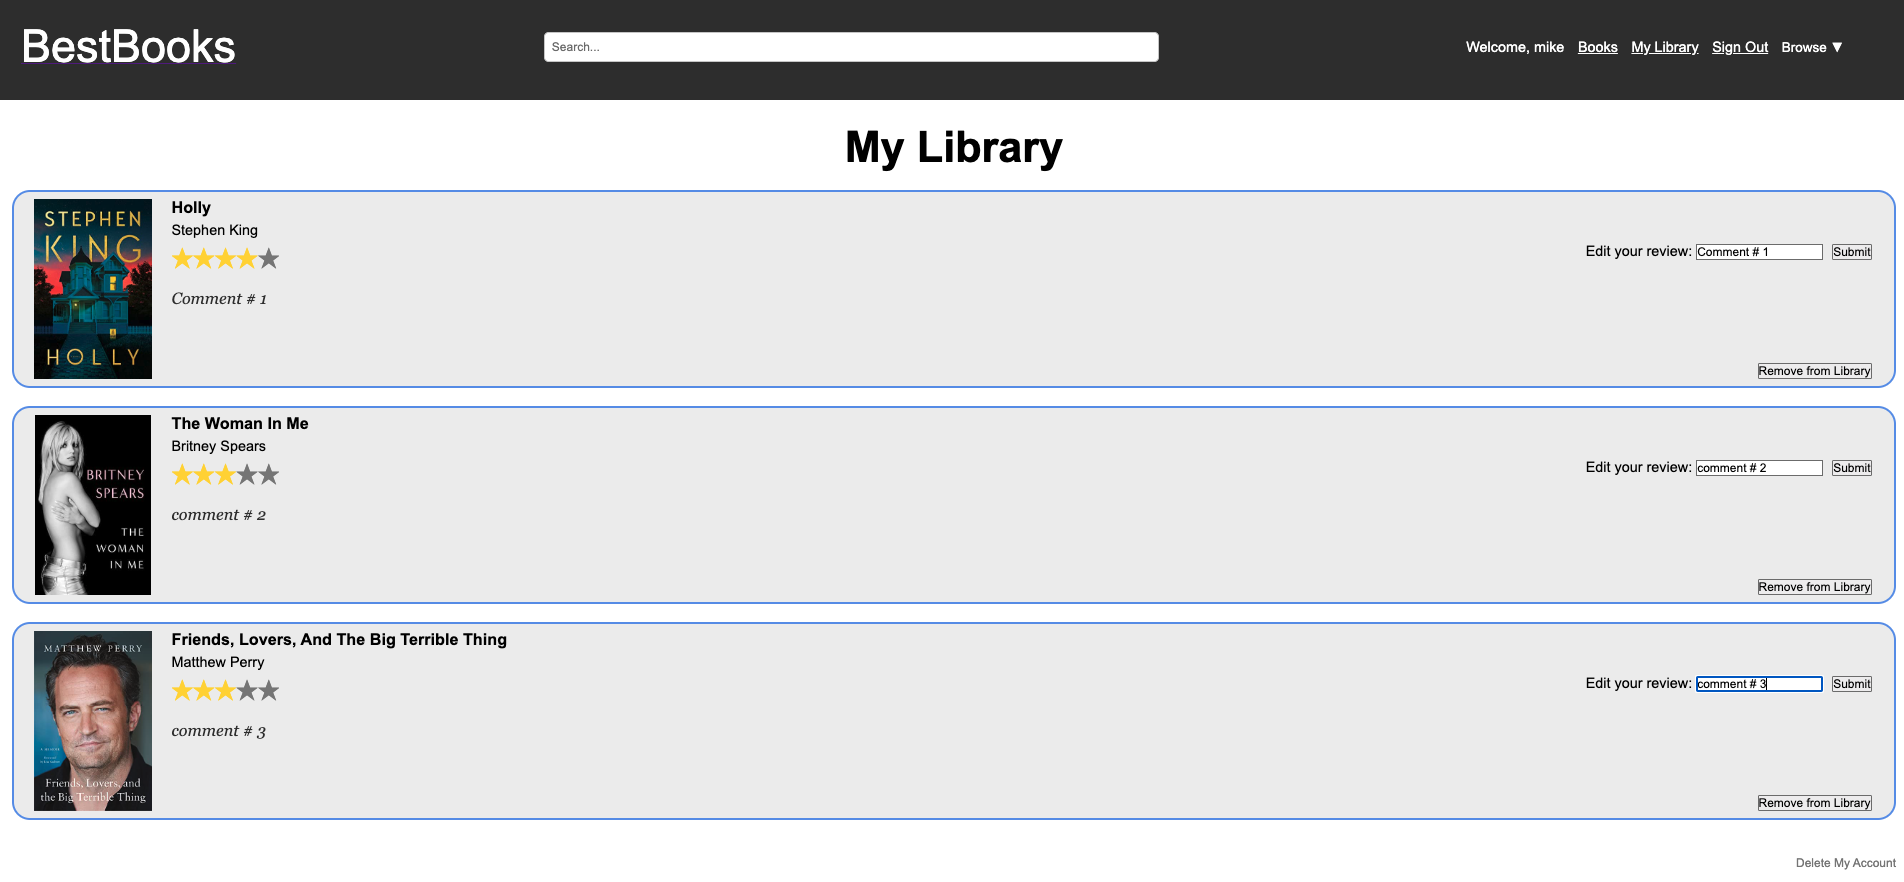 BestBooks
Search...
Welcome, mike Books My Library Sign Out Browse ▼
My Library
STEPHEN
KING
HOLLY
Holly
Stephen King
Comment # 1
Edit your review: Comment # 1 Submit
Remove from Library
BRITNEY
SPEARS
THE
WOMAN
IN ME
The Woman In Me
Britney Spears
comment # 2
Edit your review: comment # 2 Submit
Remove from Library
MATTHEW PERRY
Friends, Lovers, and
the Big Terrible Thing
Friends, Lovers, And The Big Terrible Thing
Matthew Perry
comment # 3
Edit your review: comment # 3 Submit
Remove from Library
Delete My Account